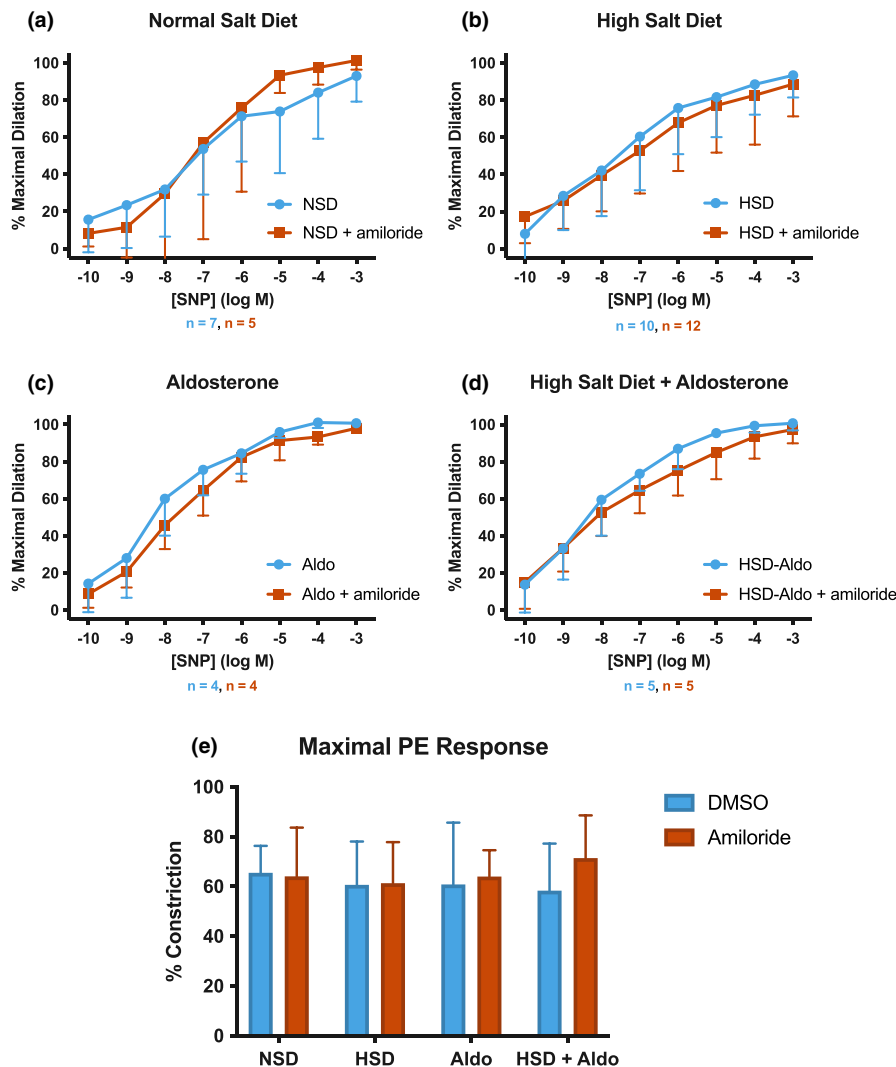 (a) Normal Salt Diet
% Maximal Dilation
100
80
60
40
20
0
NSD
NSD + amiloride
-10 -9 -8 -7 -6 -5 -4 -3
[SNP] (log M)
n = 7, n = 5
(b) High Salt Diet
% Maximal Dilation
100
80
60
40
20
0
HSD
HSD + amiloride
-10 -9 -8 -7 -6 -5 -4 -3
[SNP] (log M)
n = 10, n = 12
(c) Aldosterone
% Maximal Dilation
100
80
60
40
20
0
Aldo
Aldo + amiloride
-10 -9 -8 -7 -6 -5 -4 -3
[SNP] (log M)
n = 4, n = 4
(d) High Salt Diet + Aldosterone
% Maximal Dilation
100
80
60
40
20
0
HSD-Aldo
HSD-Aldo + amiloride
-10 -9 -8 -7 -6 -5 -4 -3
[SNP] (log M)
n = 5, n = 5
(e) Maximal PE Response
% Constriction
100
80
60
40
20
0
DMSO
Amiloride
NSD HSD Aldo HSD + Aldo